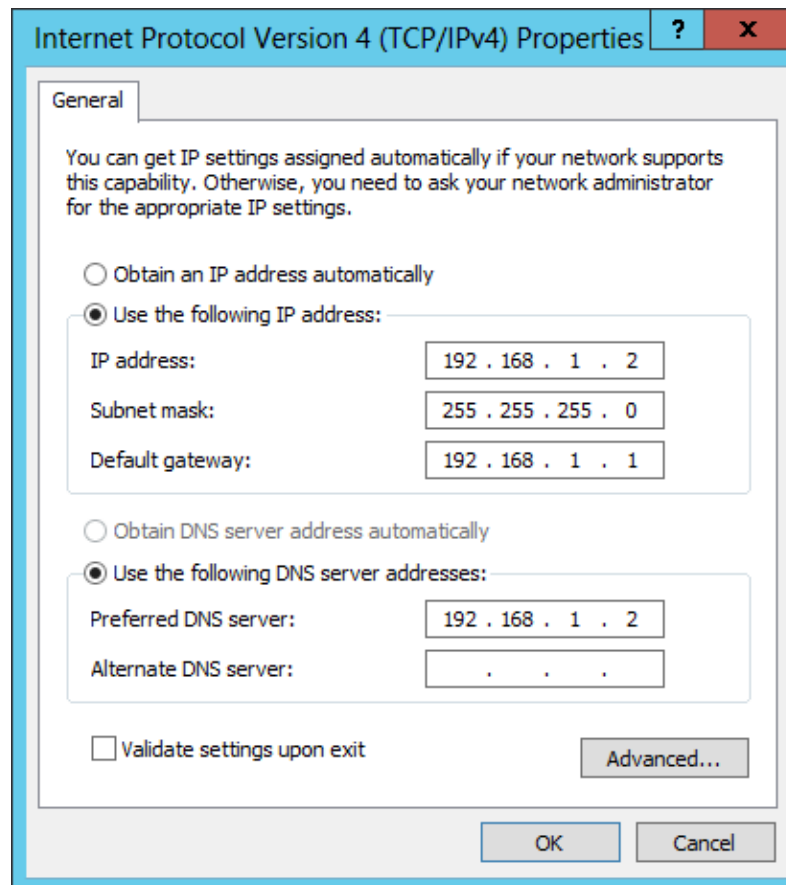 Internet Protocol Version 4 (TCP/IPv4) Properties ? x
General
You can get IP settings assigned automatically if your network supports
this capability. Otherwise, you need to ask your network administrator
for the appropriate IP settings.
Obtain an IP address automatically
Use the following IP address:
IP address: 192 . 168 . 1 . 2
Subnet mask: 255 . 255 . 255 . 0
Default gateway: 192 . 168 . 1 . 1
Obtain DNS server address automatically
Use the following DNS server addresses:
Preferred DNS server: 192 . 168 . 1 . 2
Alternate DNS server: . . .
Validate settings upon exit
Advanced...
OK Cancel